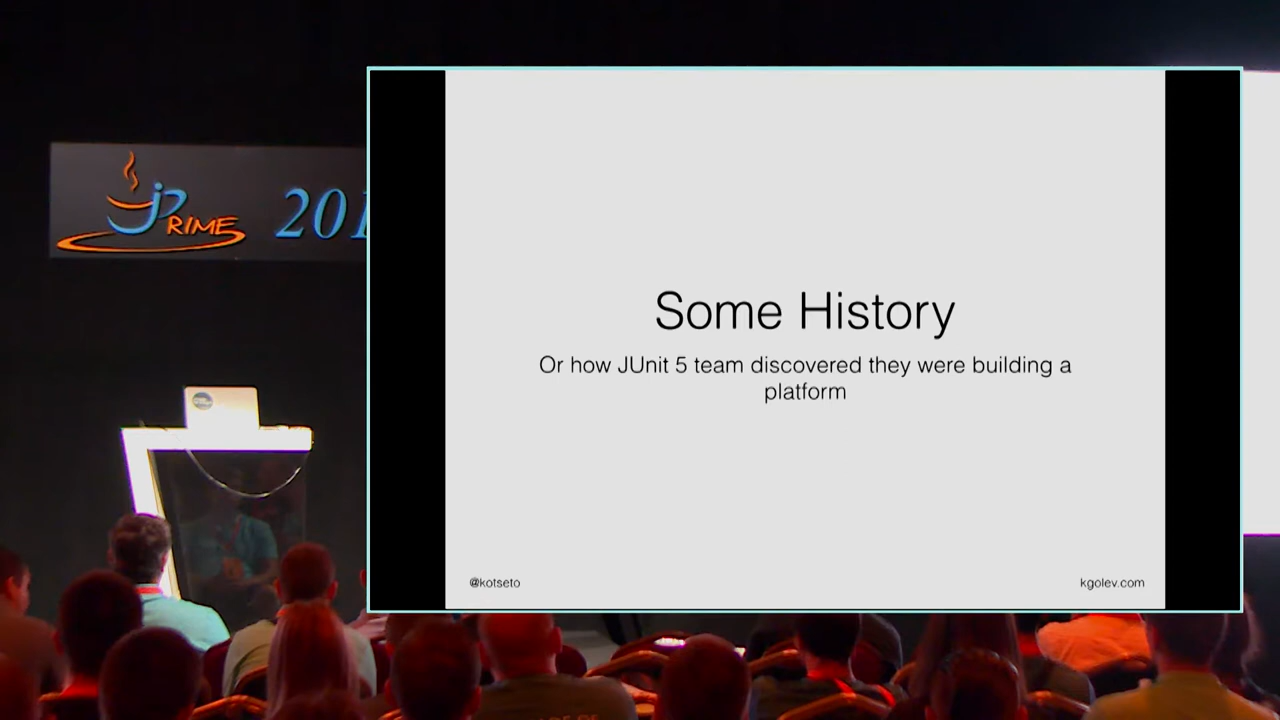 jPRIME 201
Some History
Or how JUnit 5 team discovered they were building a
platform
@kotseto
kgolev.com